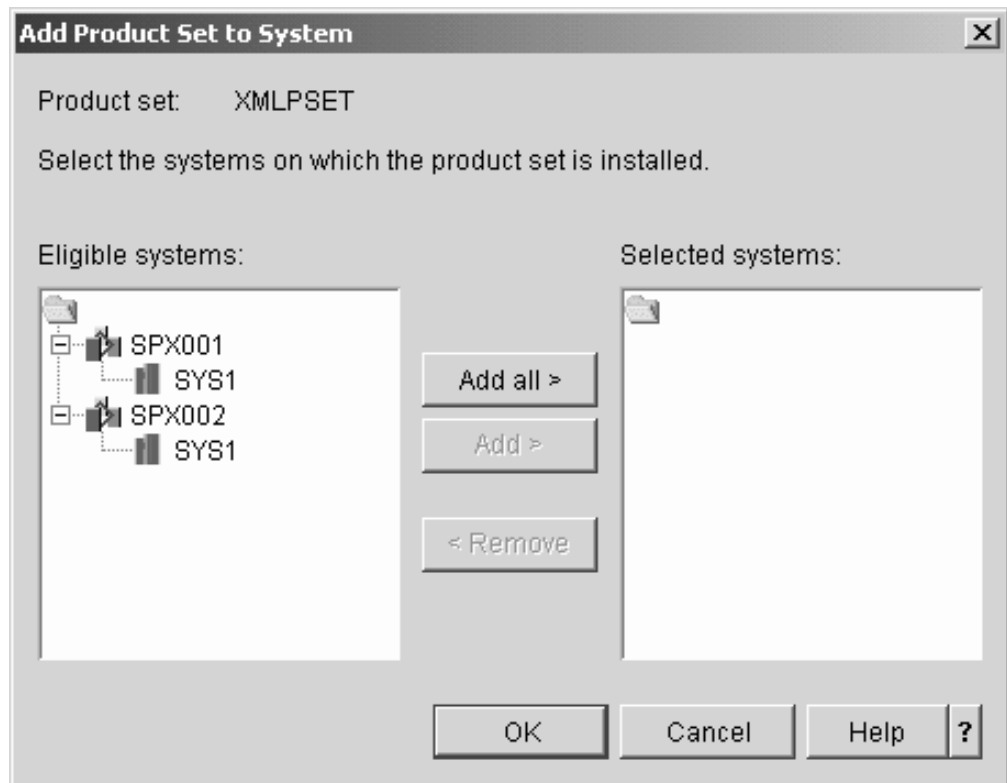 Add Product Set to System
Product set: XMLPSET
Select the systems on which the product set is installed.
Eligible systems:
Selected systems:
SPX001
SYS1
SPX002
SYS1
Add all >
Add >
< Remove
OK
Cancel
Help
?